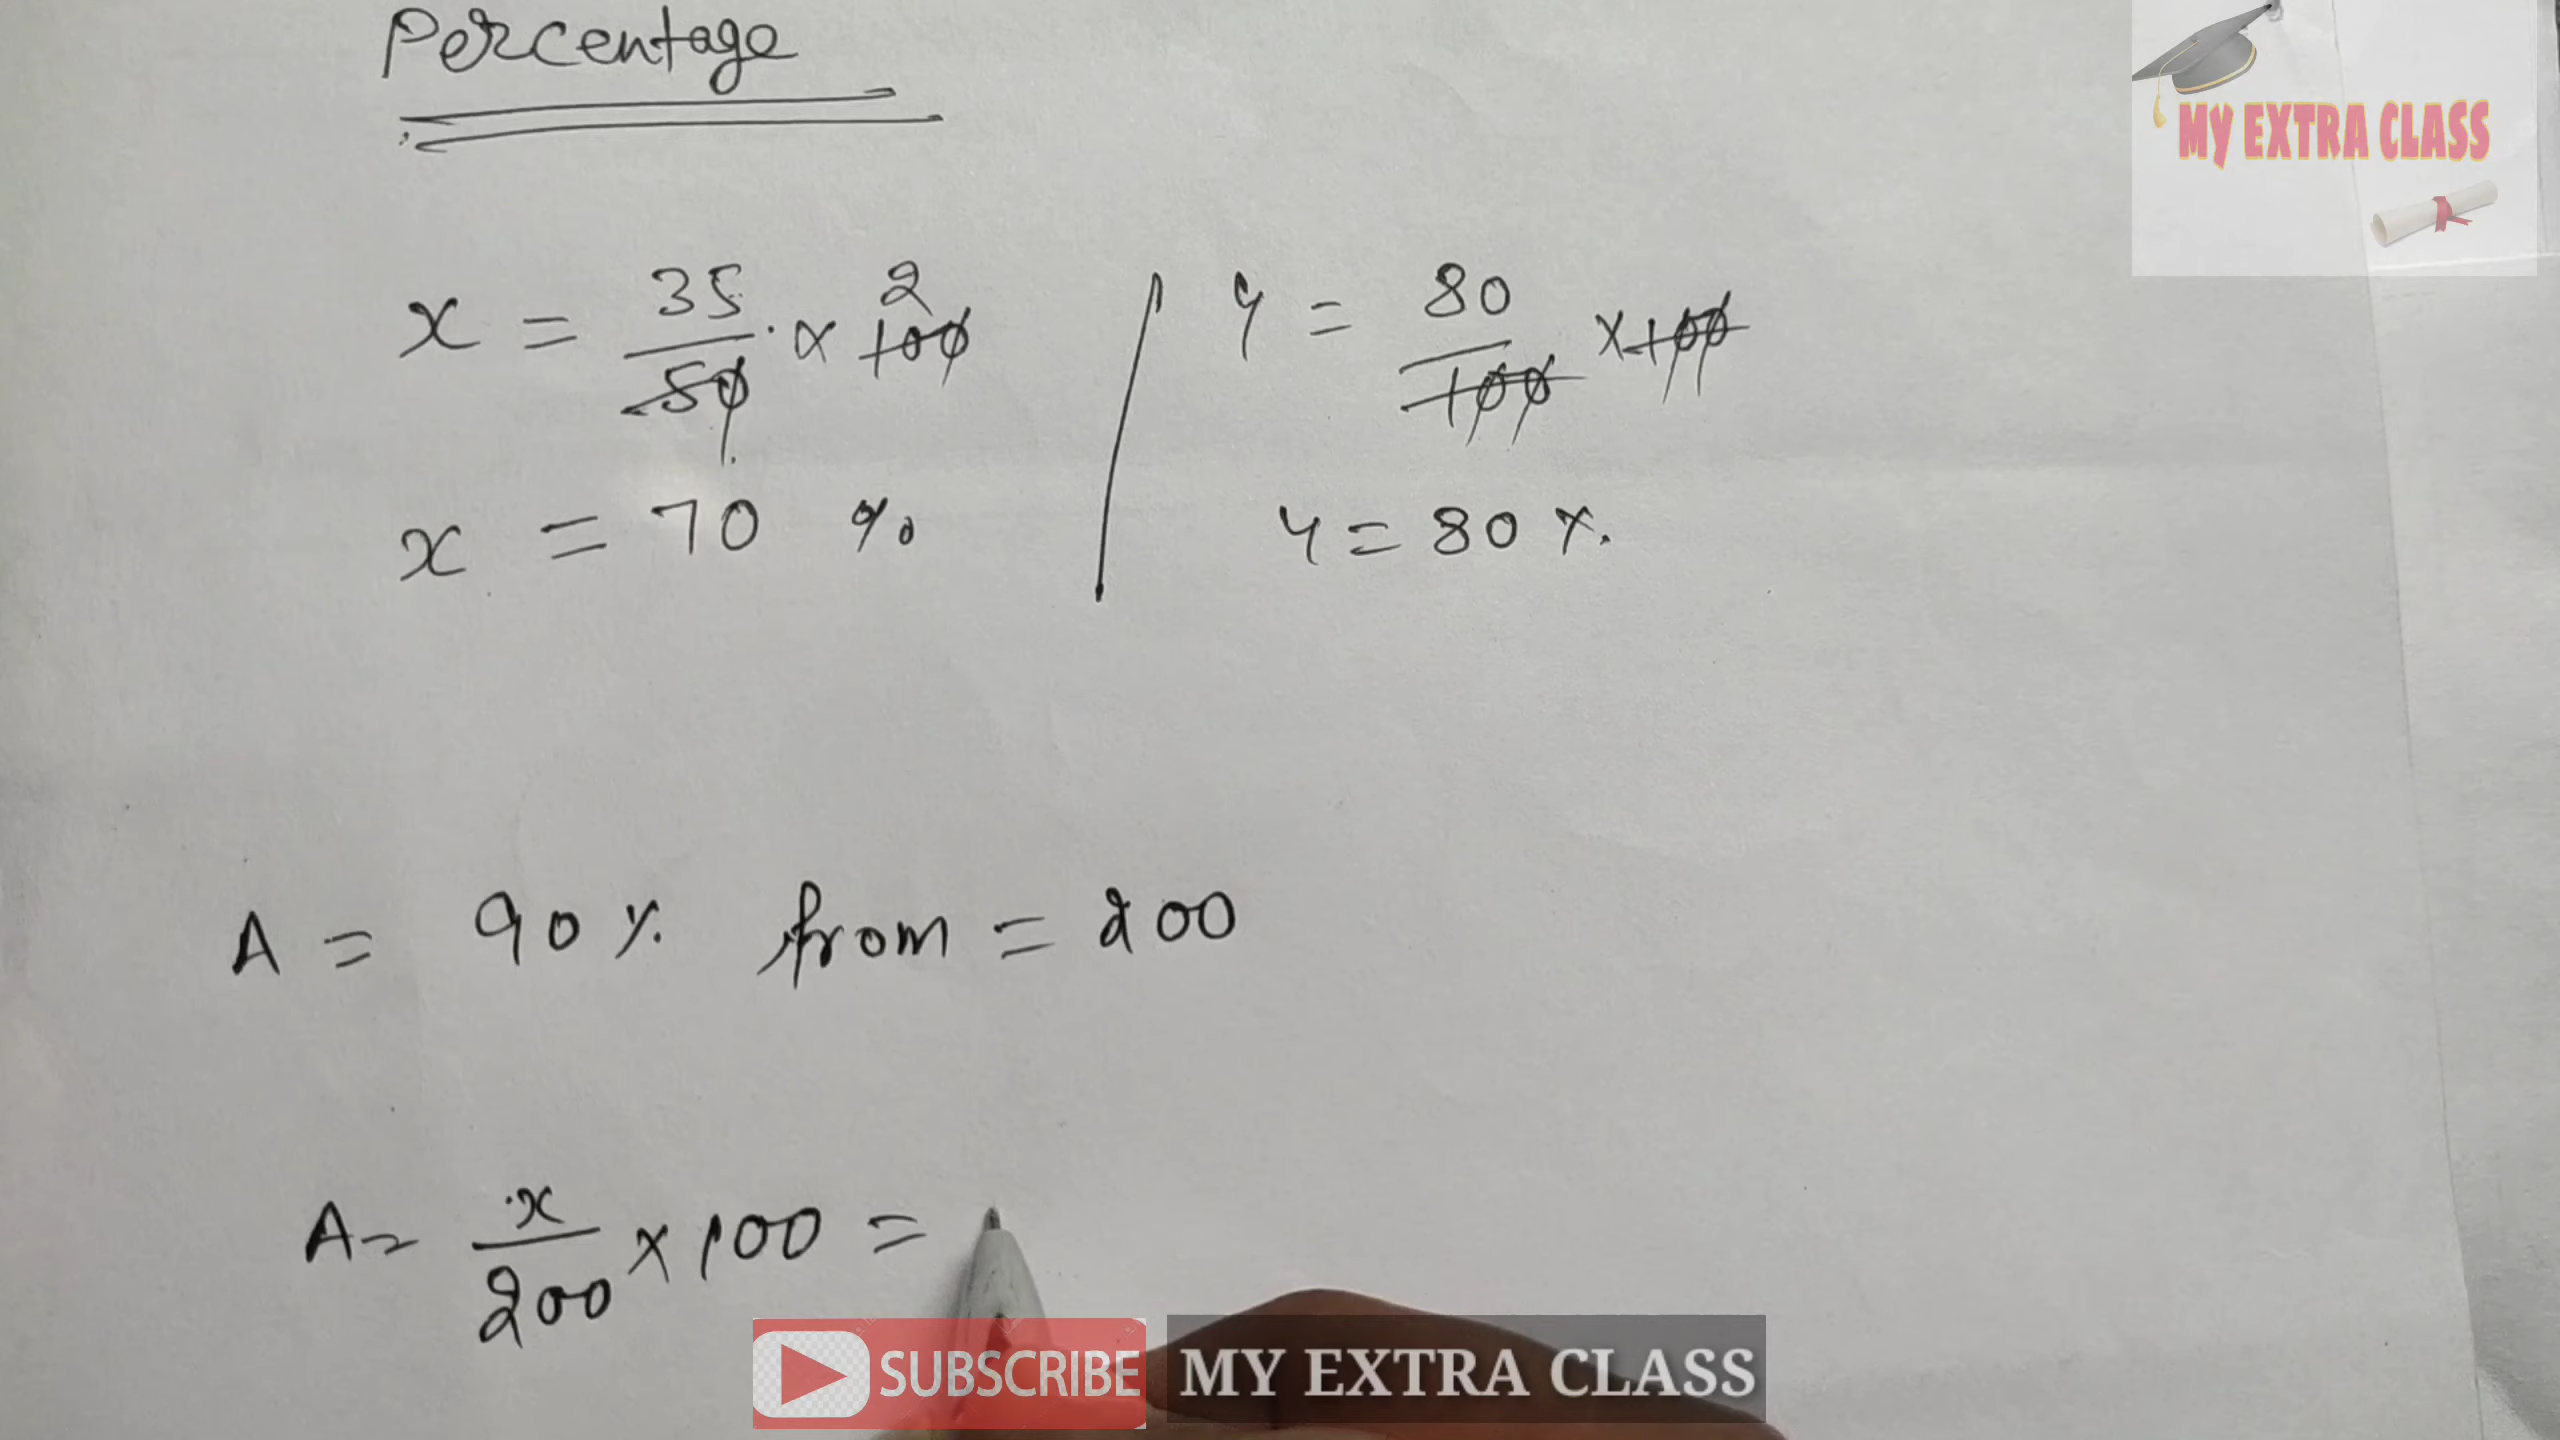 Percentage
MY EXTRA CLASS
x = 35/50 × 100 2
y = 80/100 × 100
x = 70 %
y = 80 %
A = 90 % from = 200
A = x/200 × 100 =
SUBSCRIBE MY EXTRA CLASS